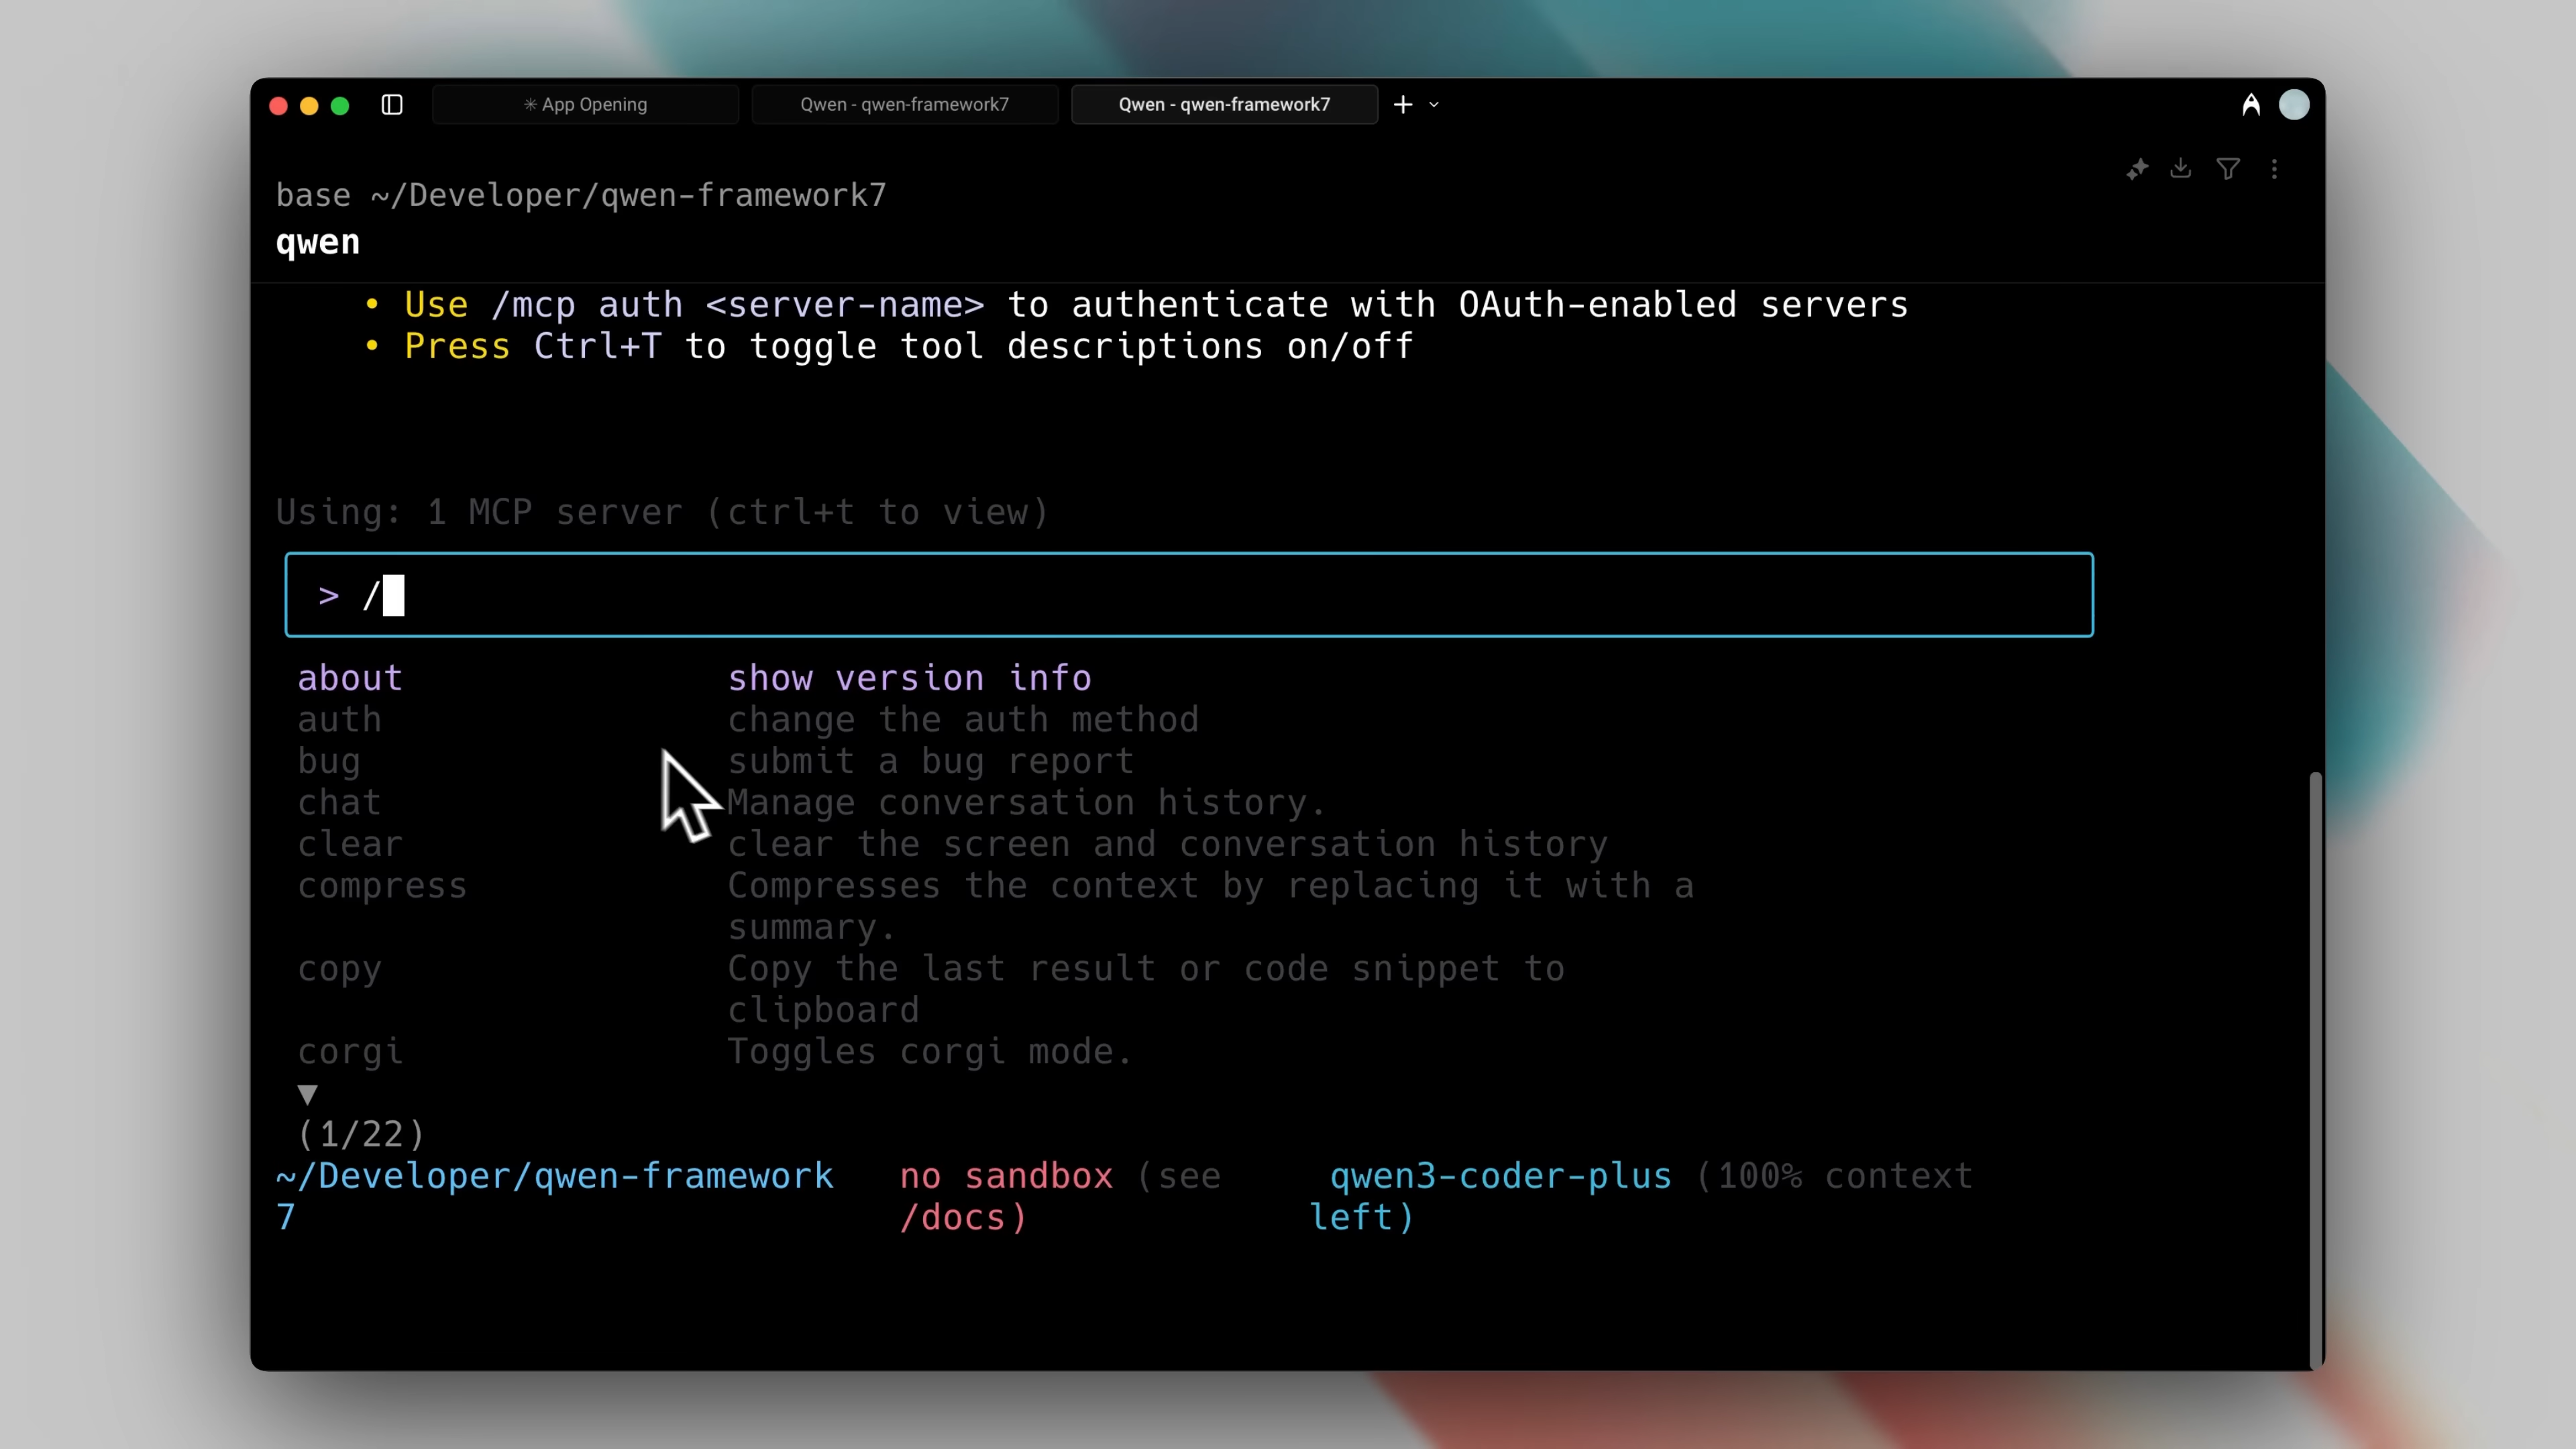 ✳ App Opening
Qwen - qwen-framework7
Qwen - qwen-framework7
base ~/Developer/qwen-framework7
qwen
• Use /mcp auth <server-name> to authenticate with OAuth-enabled servers
• Press Ctrl+T to toggle tool descriptions on/off
Using: 1 MCP server (ctrl+t to view)
> /
about show version info
auth change the auth method
bug submit a bug report
chat Manage conversation history.
clear clear the screen and conversation history
compress Compresses the context by replacing it with a
summary.
copy Copy the last result or code snippet to
clipboard
corgi Toggles corgi mode.
▼
(1/22)
~/Developer/qwen-framework no sandbox (see qwen3-coder-plus (100% context
7 /docs) left)